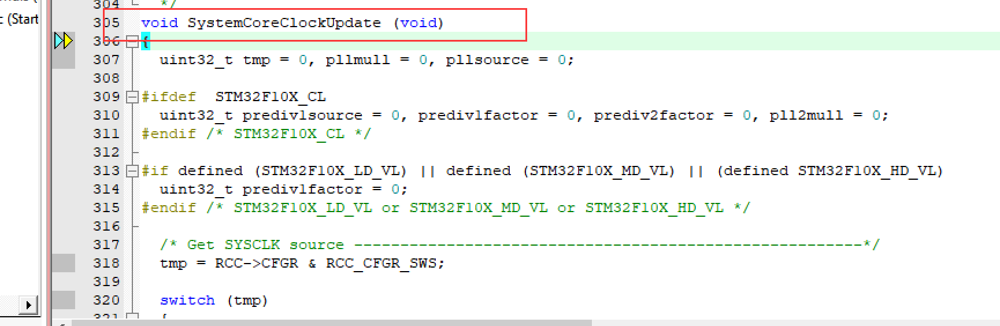 304 */
c (Start
305 void SystemCoreClockUpdate (void)
306 {
307 uint32_t tmp = 0, pllmull = 0, pllsource = 0;
308
309 #ifdef  STM32F10X_CL
310 uint32_t prediv1source = 0, prediv1factor = 0, prediv2factor = 0, pll2mull = 0;
311 #endif /* STM32F10X_CL */
312
313 #if defined (STM32F10X_LD_VL) || defined (STM32F10X_MD_VL) || (defined STM32F10X_HD_VL)
314 uint32_t prediv1factor = 0;
315 #endif /* STM32F10X_LD_VL or STM32F10X_MD_VL or STM32F10X_HD_VL */
316
317 /* Get SYSCLK source -------------------------------------------------------*/
318 tmp = RCC->CFGR & RCC_CFGR_SWS;
319
320 switch (tmp)
321 {